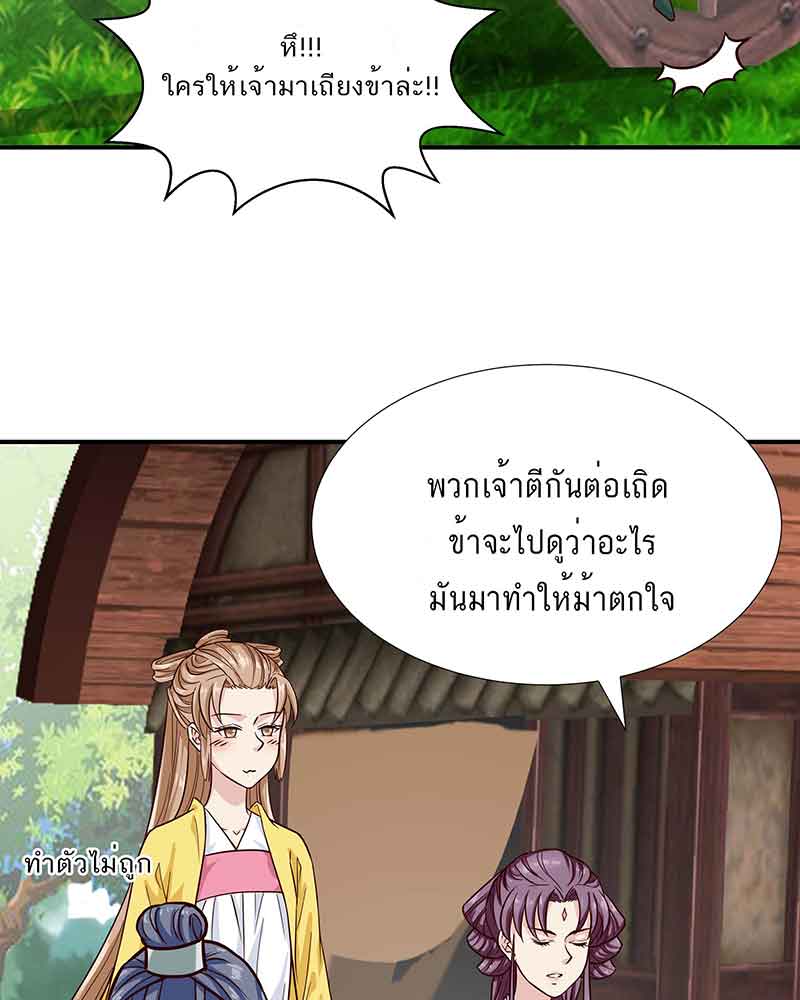 หึ!!!
ใครให้เจ้ามาเถียงข้าล่ะ!!
พวกเจ้าตีกันต่อเถิด
ข้าจะไปดูว่าอะไร
มันมาทำให้ม้าตกใจ
ทำตัวไม่ถูก